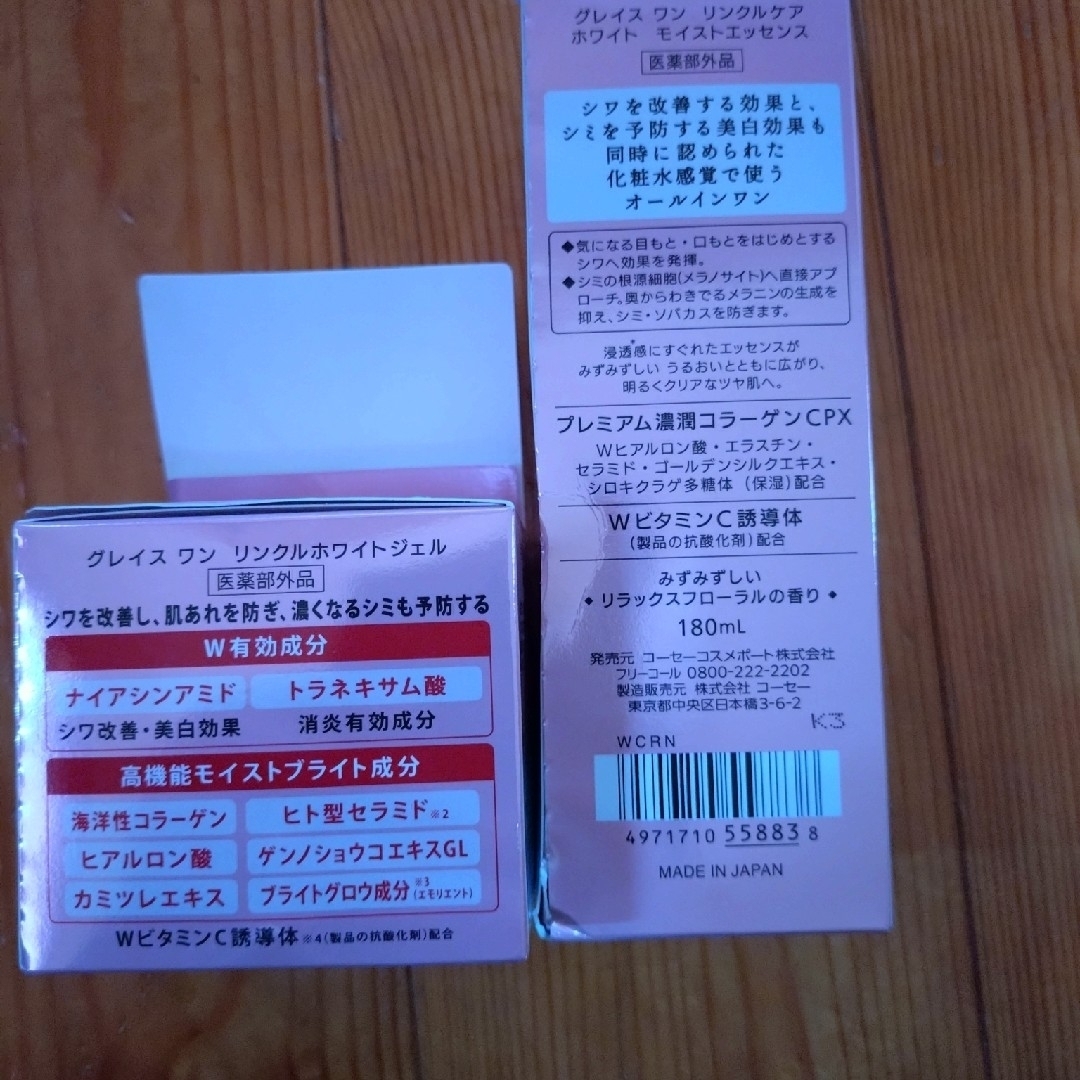 グレイス ワン リンクルケア
ホワイト モイストエッセンス
医薬部外品
シワを改善する効果と、
シミを予防する美白効果も
同時に認められた
化粧水感覚で使う
オールインワン
◆気になる目もと・口もとをはじめとする
シワへ効果を発揮。
◆シミの根源細胞(メラノサイト)へ直接アプ
ローチ。奥からわきでるメラニンの生成を
抑え、シミ・ソバカスを防ぎます。
浸透*感にすぐれたエッセンスが
みずみずしい うるおいとともに広がり、
明るくクリアなツヤ肌へ。
プレミアム濃潤コラーゲンCPX
Wヒアルロン酸・エラスチン・
セラミド・ゴールデンシルクエキス・
シロキクラゲ多糖体（保湿）配合
WビタミンC誘導体
(製品の抗酸化剤)配合
みずみずしい
◆ リラックスフローラルの香り ◆
180mL
発売元 コーセーコスメポート株式会社
フリーコール 0800-222-2202
製造販売元 株式会社 コーセー
東京都中央区日本橋3-6-2
K3
WCRN
4971710 55883 8
MADE IN JAPAN
グレイス ワン リンクルホワイトジェル
医薬部外品
シワを改善し、肌あれを防ぎ、濃くなるシミも予防する
W有効成分
ナイアシンアミド トラネキサム酸
シワ改善・美白効果 消炎有効成分
高機能モイストブライト成分
海洋性コラーゲン ヒト型セラミド※2
ヒアルロン酸 ゲンノショウコエキスGL
カミツレエキス ブライトグロウ成分※3(エモリエント)
WビタミンC誘導体※4(製品の抗酸化剤)配合